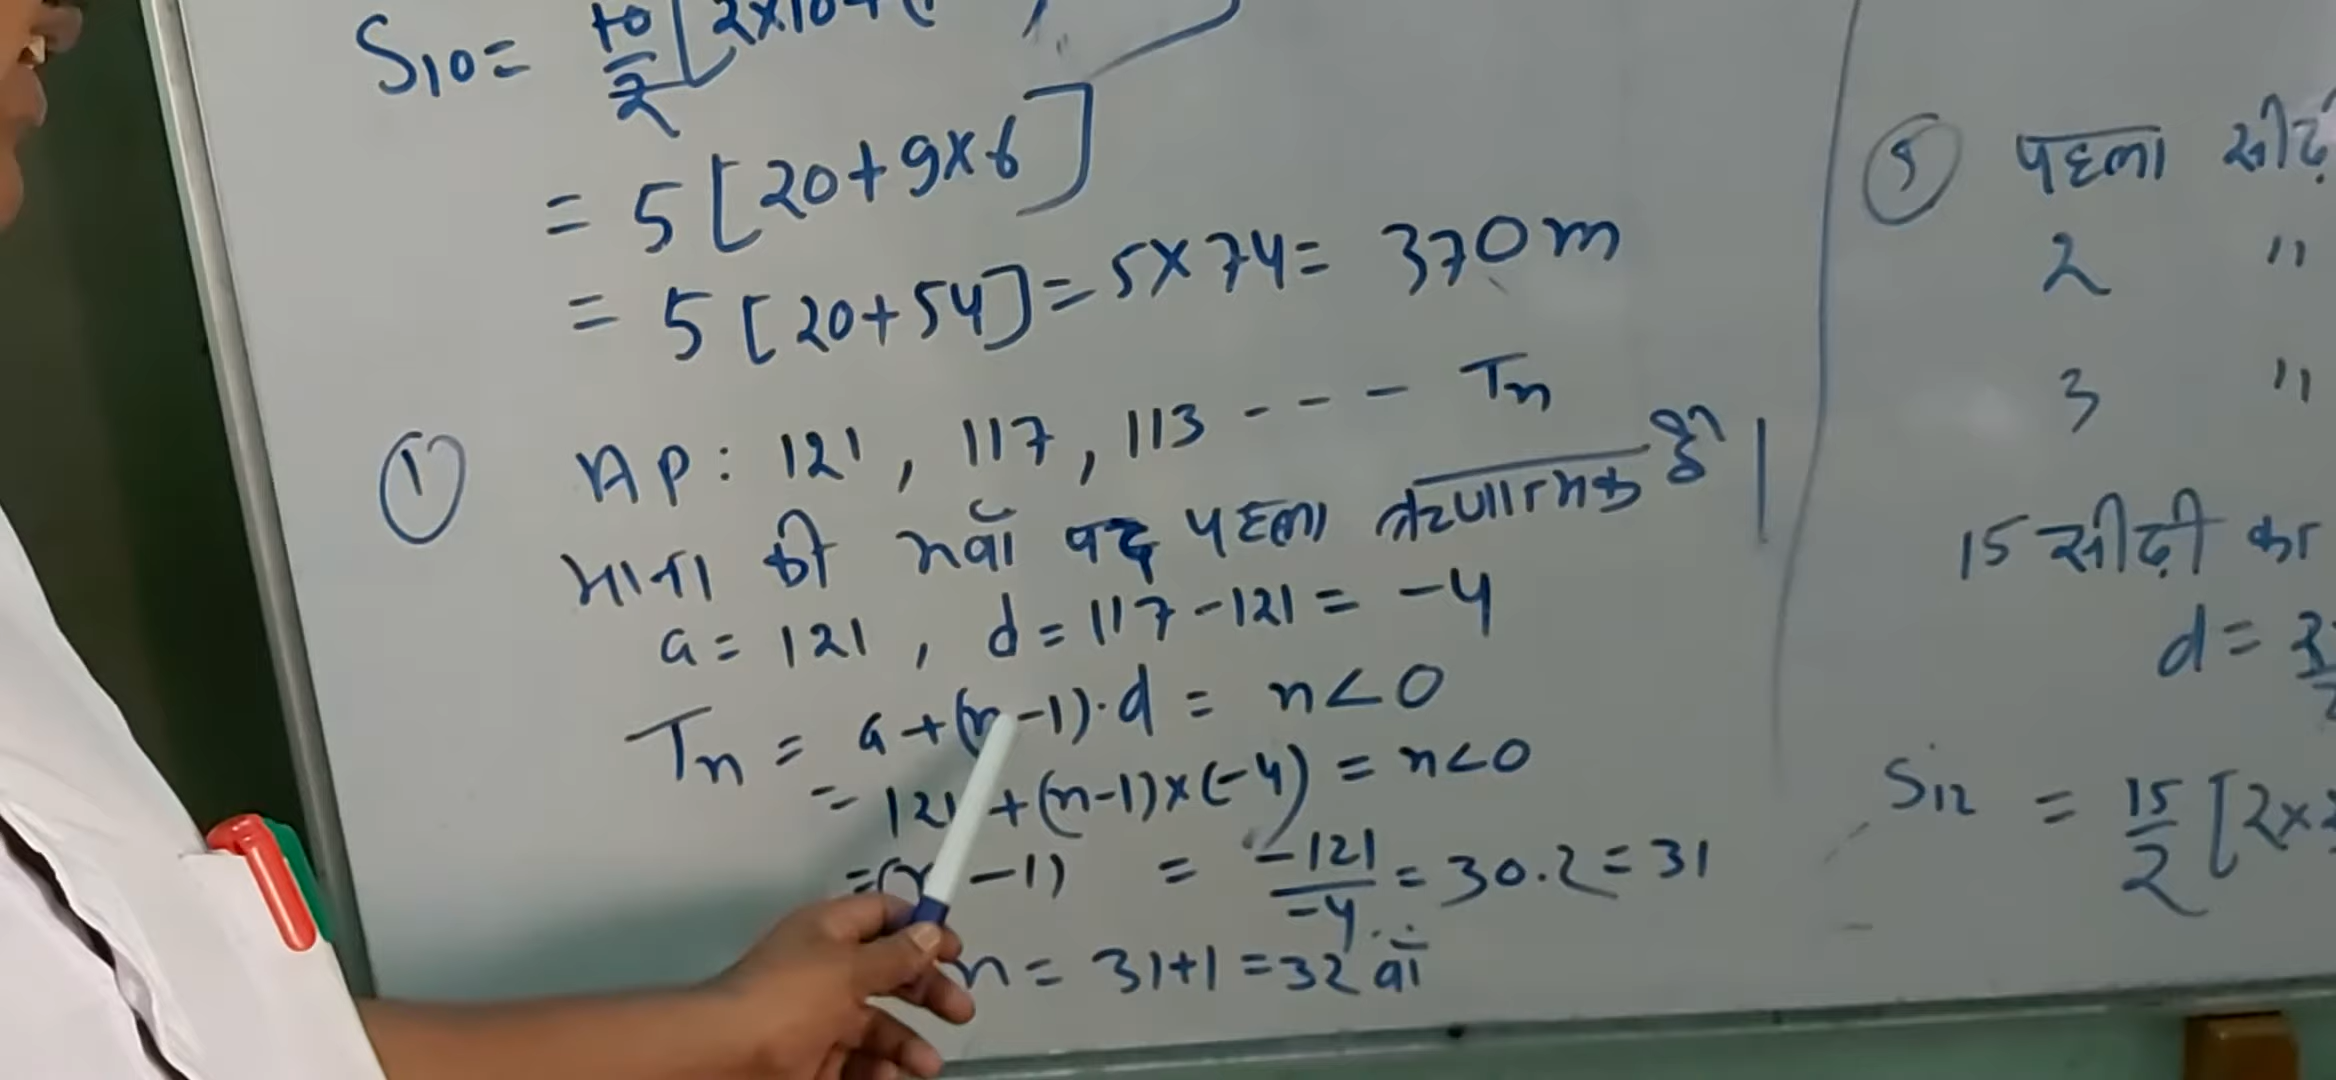 S10 = 10/2 [2×10+(
= 5 [20+9×6]
= 5 [20+54] = 5×74 = 370 m
① AP: 121, 117, 113 - - - - Tn
माना की nवाँ पद पहला ऋणात्मक है।
a = 121, d = 117-121 = -4
Tn = a+(n-1)·d = n<0
= 121+(n-1)×(-4) = n<0
= -1) = -121/-4 = 30.2 = 31
n = 31+1 = 32 वां
⑤ पहला सीढ़ी
2 "
3 "
15 सीढ़ी का
d =
S12 = 15/2 [2×